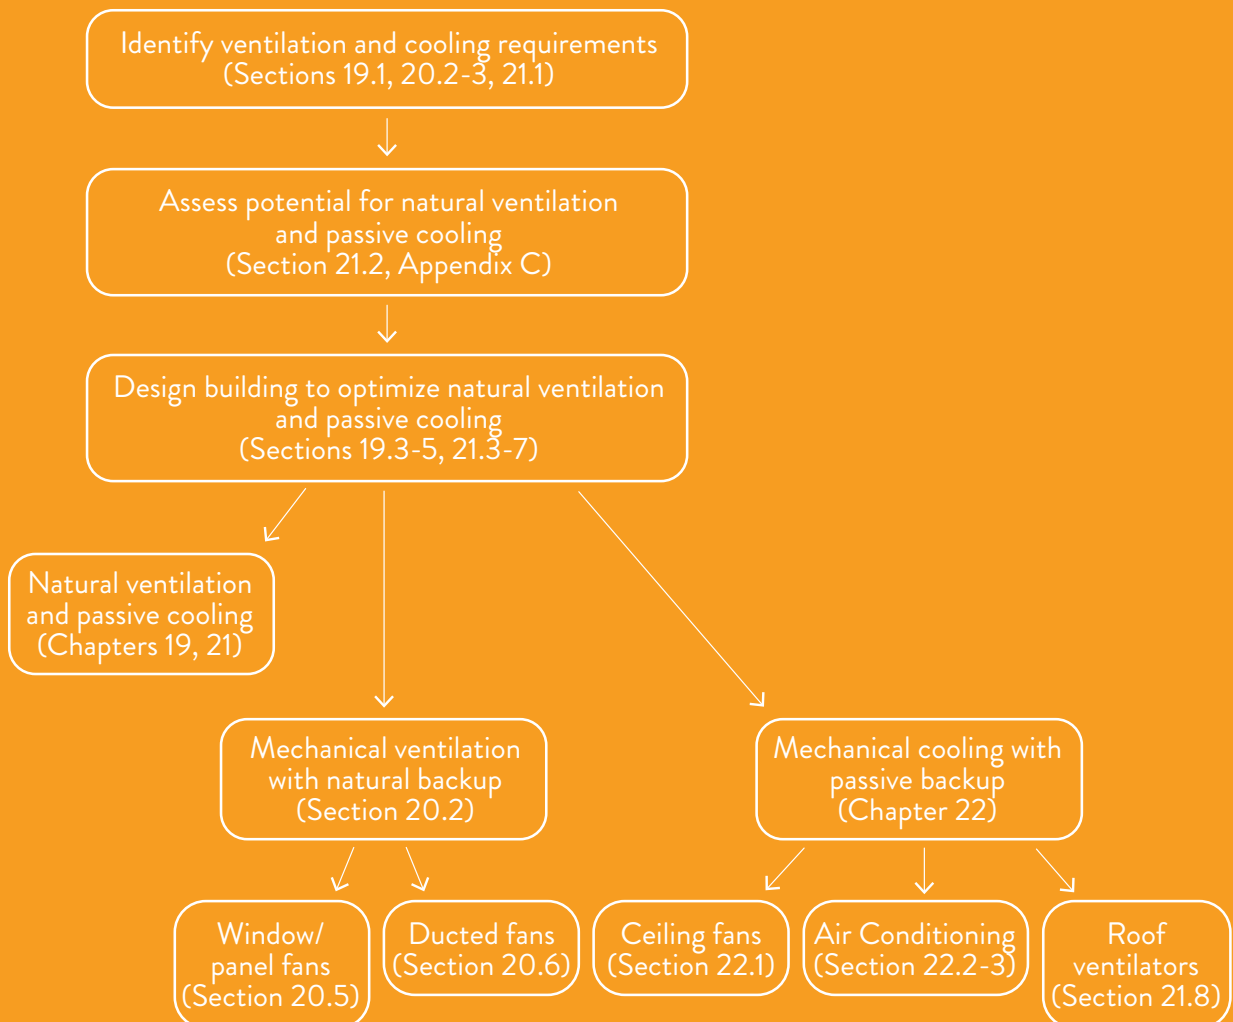 Identify ventilation and cooling requirements
(Sections 19.1, 20.2-3, 21.1)
Assess potential for natural ventilation
and passive cooling
(Section 21.2, Appendix C)
Design building to optimize natural ventilation
and passive cooling
(Sections 19.3-5, 21.3-7)
Natural ventilation
and passive cooling
(Chapters 19, 21)
Mechanical ventilation
with natural backup
(Section 20.2)
Mechanical cooling with
passive backup
(Chapter 22)
Window/
panel fans
(Section 20.5)
Ducted fans
(Section 20.6)
Ceiling fans
(Section 22.1)
Air Conditioning
(Section 22.2-3)
Roof
ventilators
(Section 21.8)